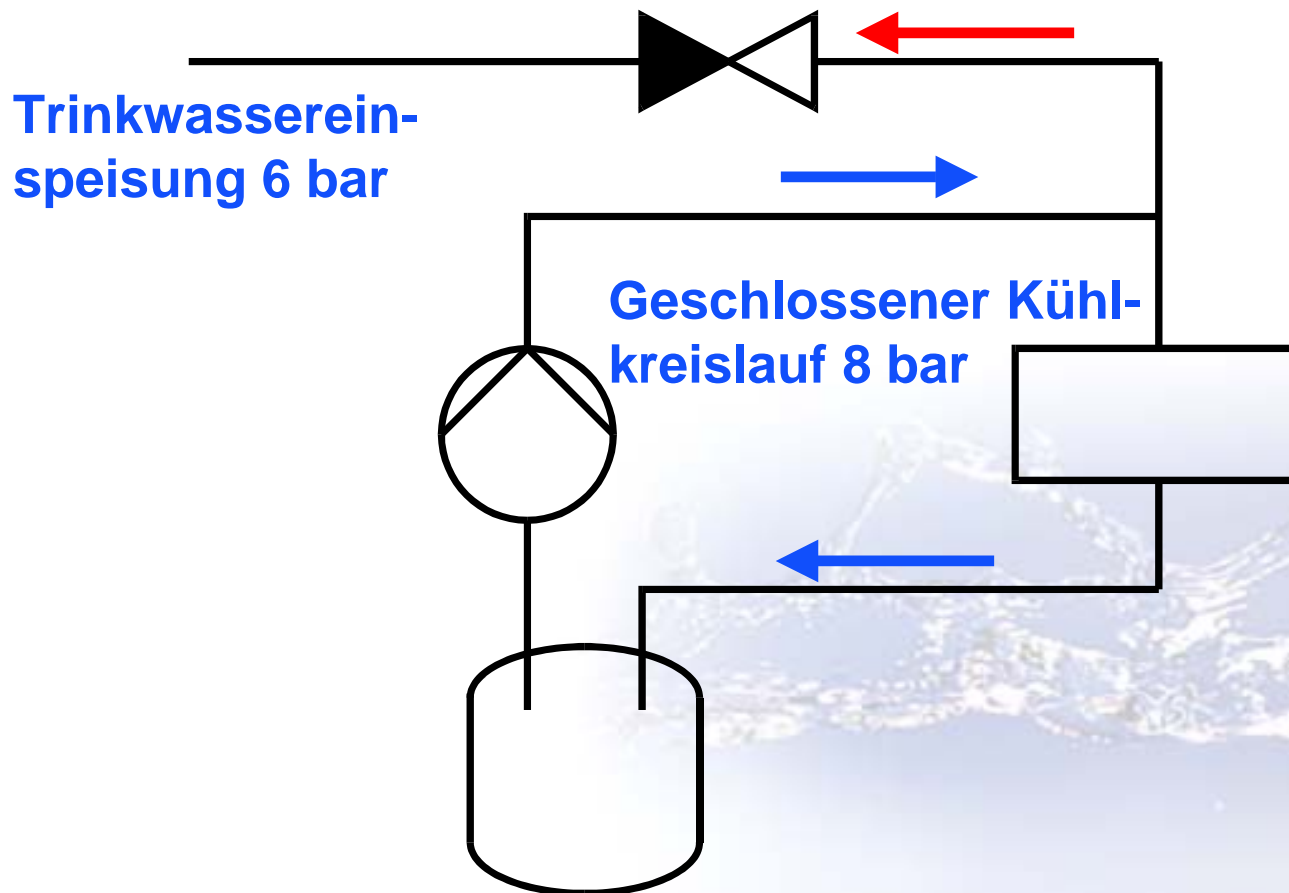 Trinkwasserein-
speisung 6 bar
Geschlossener Kühl-
kreislauf 8 bar